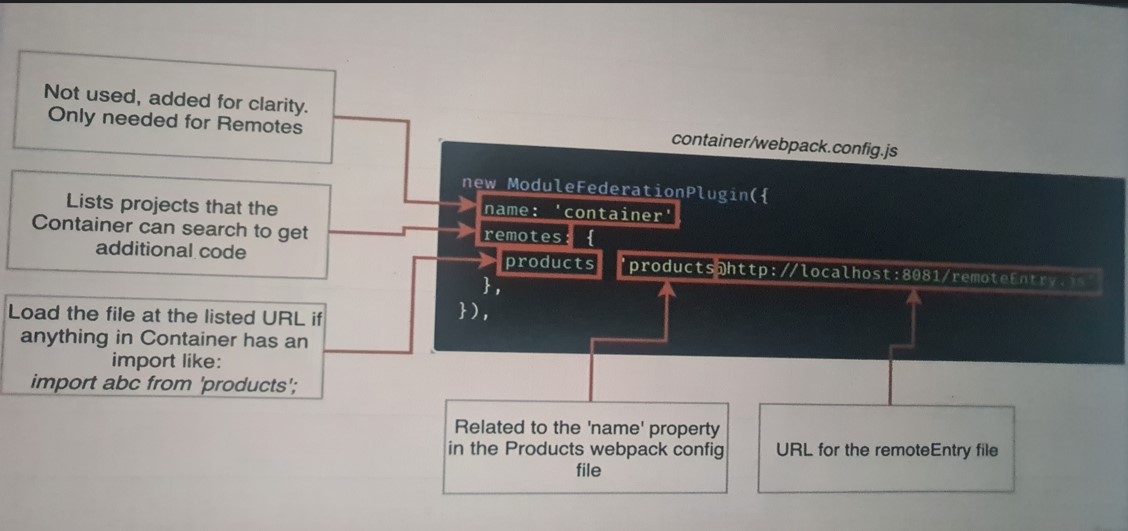 Not used, added for clarity.
Only needed for Remotes
Lists projects that the
Container can search to get
additional code
Load the file at the listed URL if
anything in Container has an
import like:
import abc from 'products';
container/webpack.config.js
new ModuleFederationPlugin({
name: 'container'
remotes: {
products 'products@http://localhost:8081/remoteEntry.js'
},
}),
Related to the 'name' property
in the Products webpack config
file
URL for the remoteEntry file